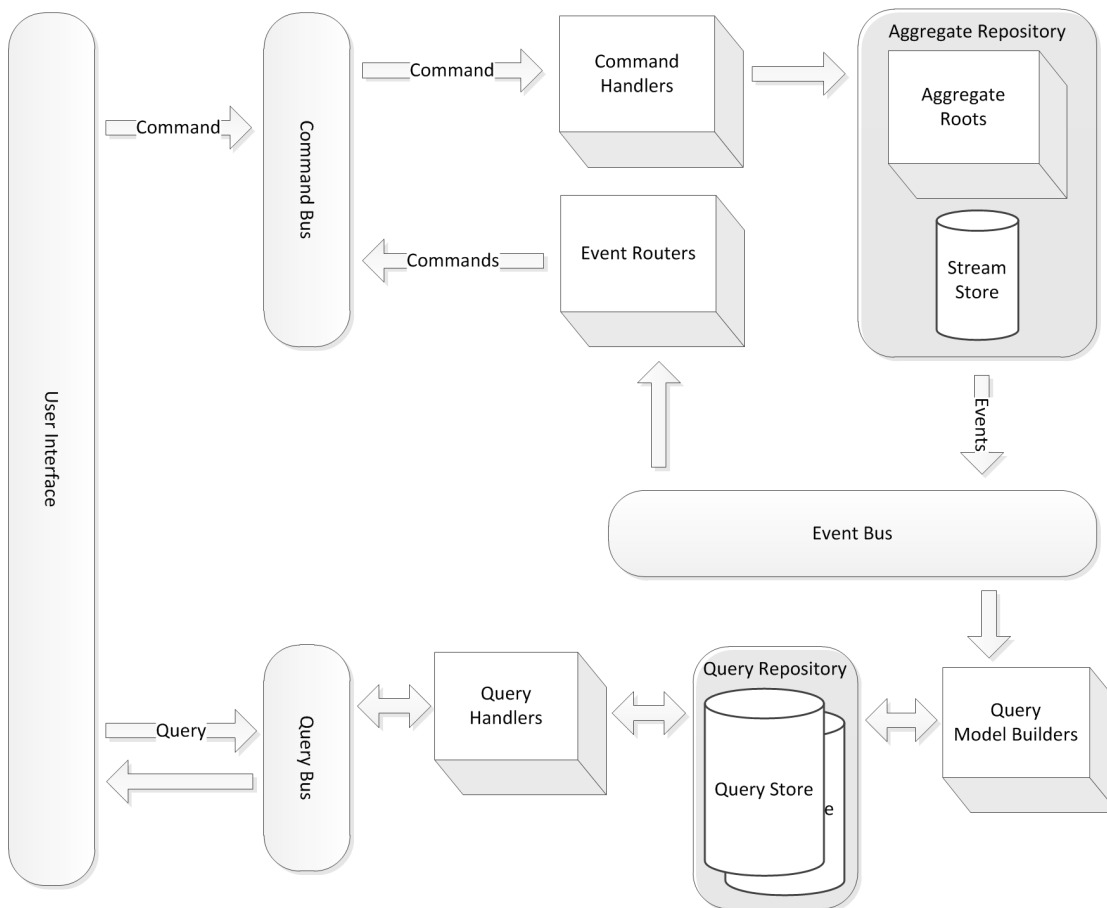 User Interface
Command
Command Bus
Command
Command
Handlers
Aggregate Repository
Aggregate
Roots
Stream
Store
Commands
Event Routers
Events
Event Bus
Query
Query Bus
Query
Handlers
Query Repository
Query Store
e
Query
Model Builders